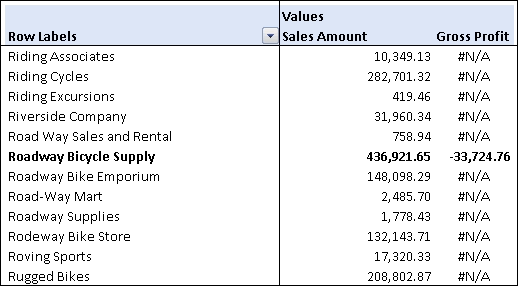 Values
Row Labels Sales Amount Gross Profit
Riding Associates 10,349.13 #N/A
Riding Cycles 282,701.32 #N/A
Riding Excursions 419.46 #N/A
Riverside Company 31,960.34 #N/A
Road Way Sales and Rental 758.94 #N/A
Roadway Bicycle Supply 436,921.65 -33,724.76
Roadway Bike Emporium 148,098.29 #N/A
Road-Way Mart 2,485.70 #N/A
Roadway Supplies 1,778.43 #N/A
Rodeway Bike Store 132,143.71 #N/A
Roving Sports 17,320.33 #N/A
Rugged Bikes 208,802.87 #N/A